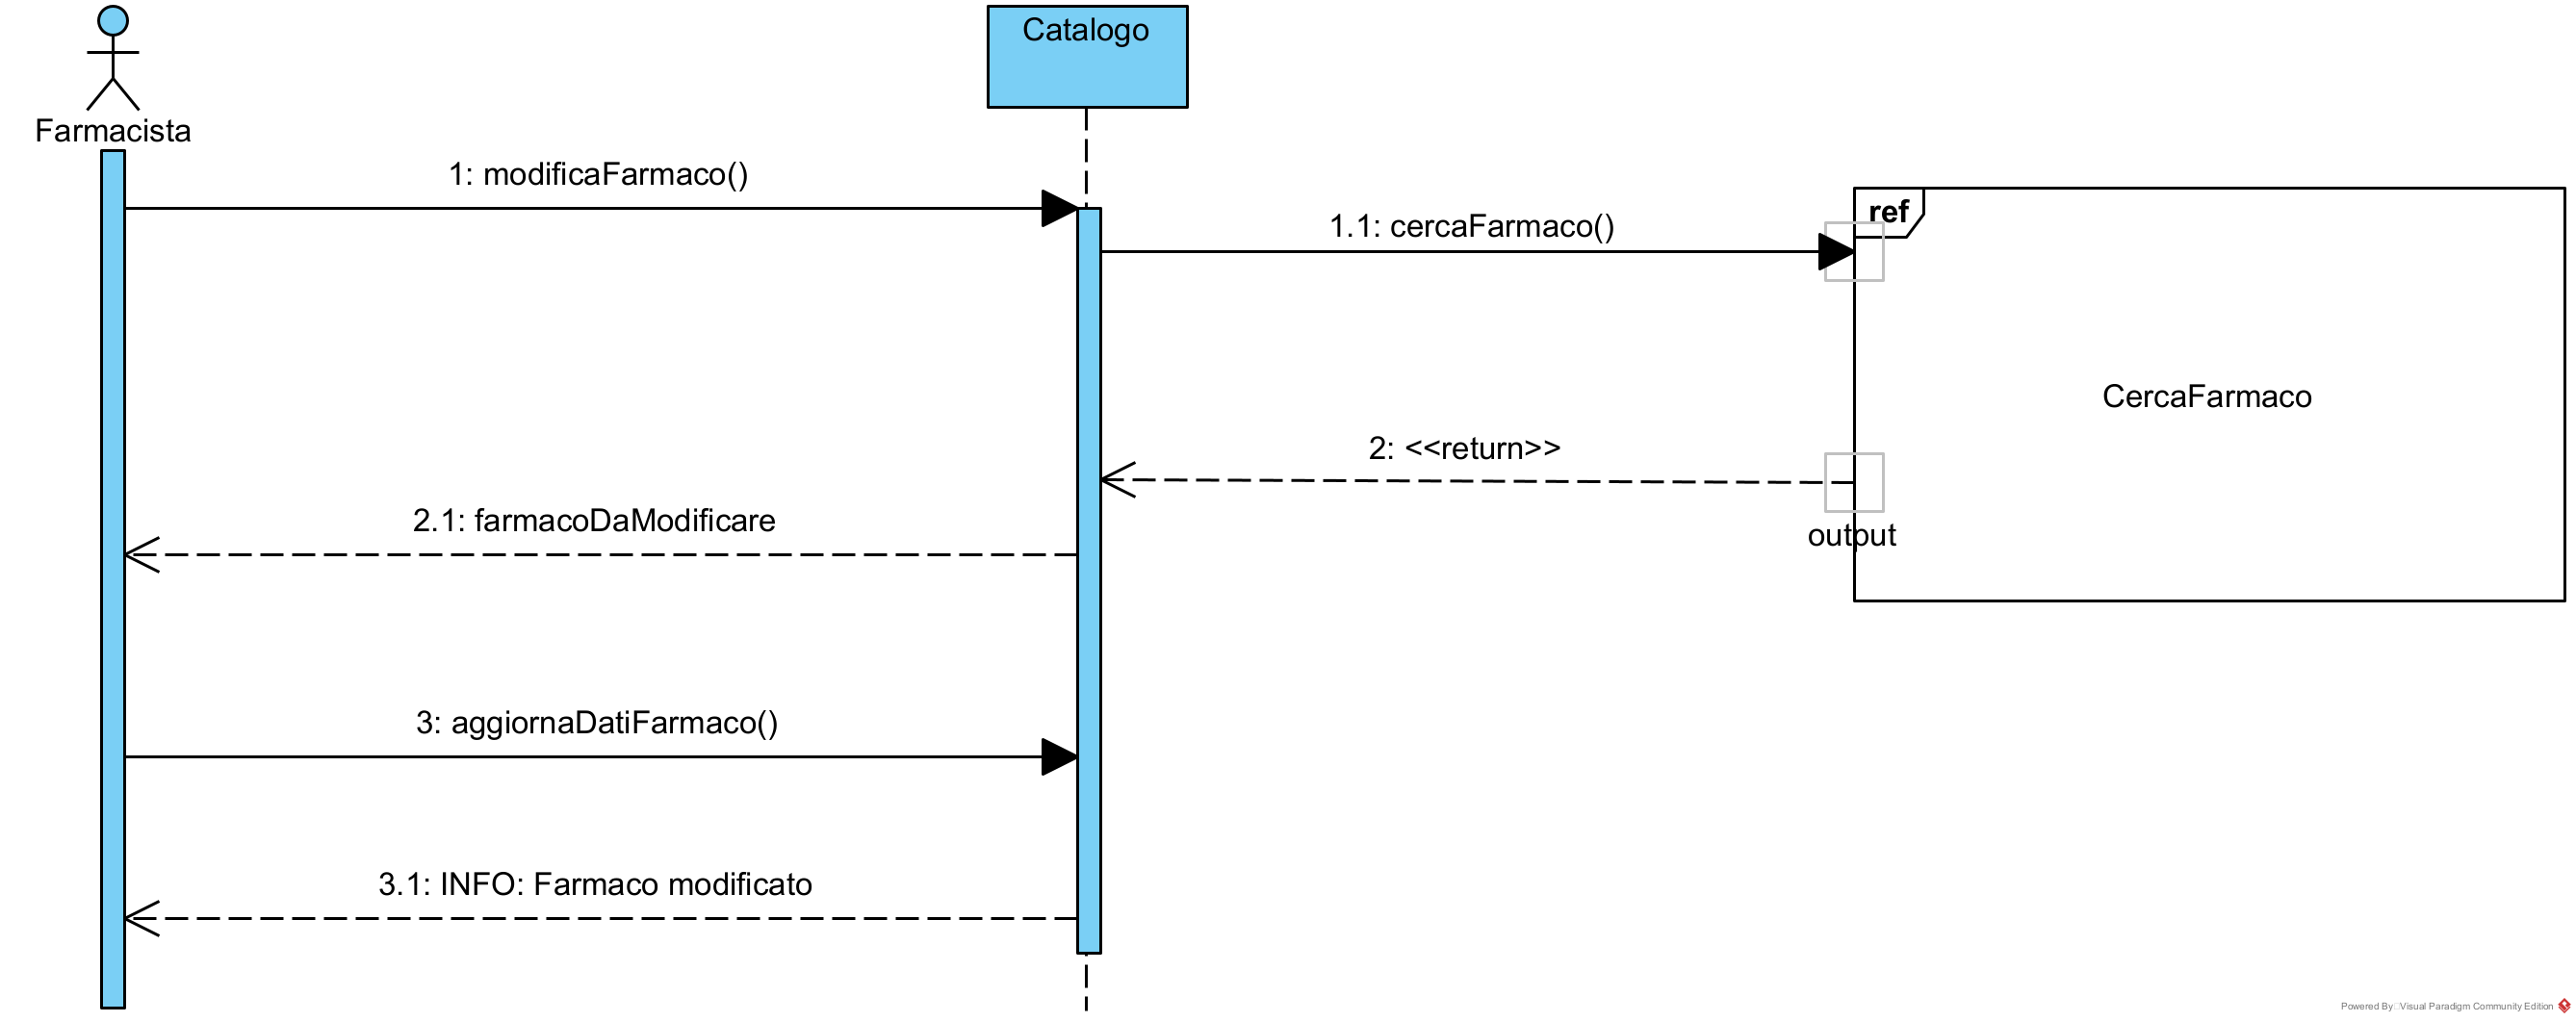 Farmacista
Catalogo
1: modificaFarmaco()
ref
1.1: cercaFarmaco()
CercaFarmaco
2: <<return>>
2.1: farmacoDaModificare
output
3: aggiornaDatiFarmaco()
3.1: INFO: Farmaco modificato
Powered By Visual Paradigm Community Edition